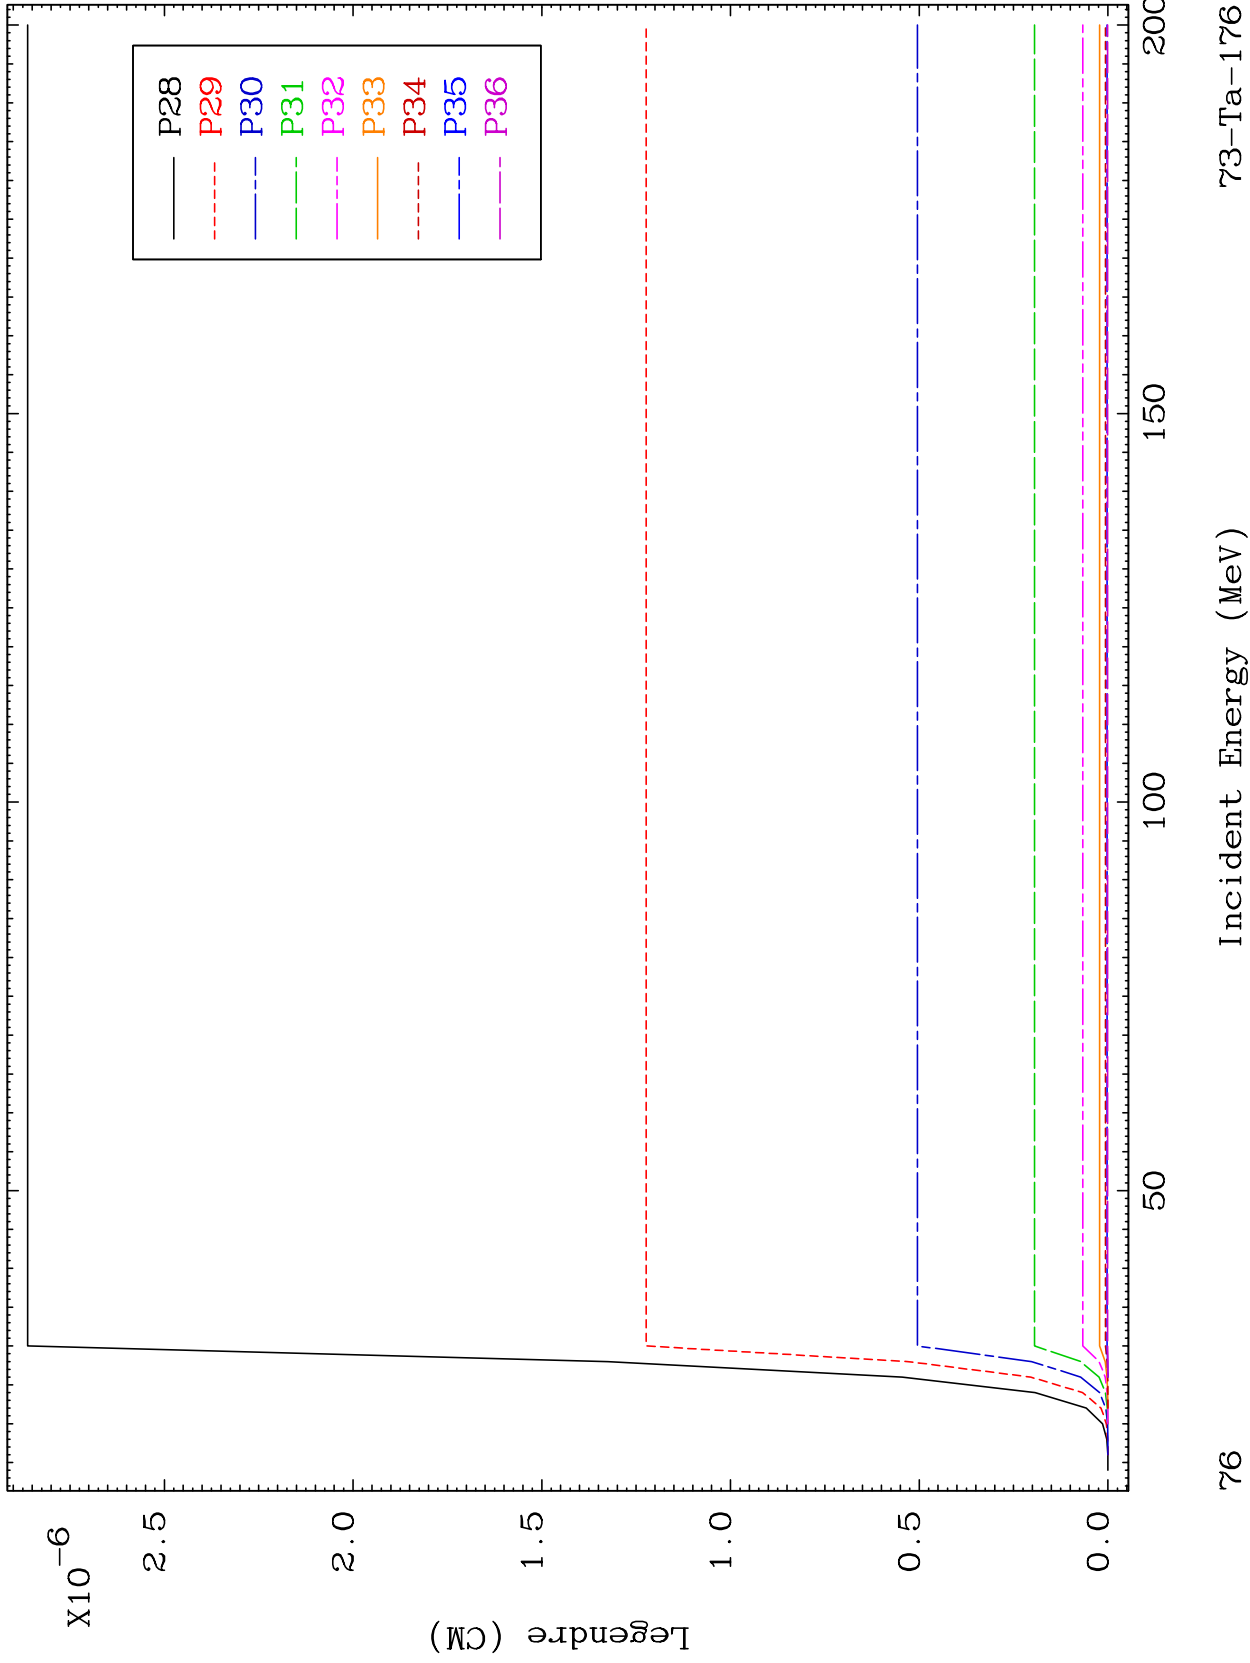 X10-6
2.5
2.0
1.5
1.0
0.5
0.0
Legendre (CM)
P28
P29
P30
P31
P32
P33
P34
P35
P36
50
100
150
200
Incident Energy (MeV)
76
73-Ta-176